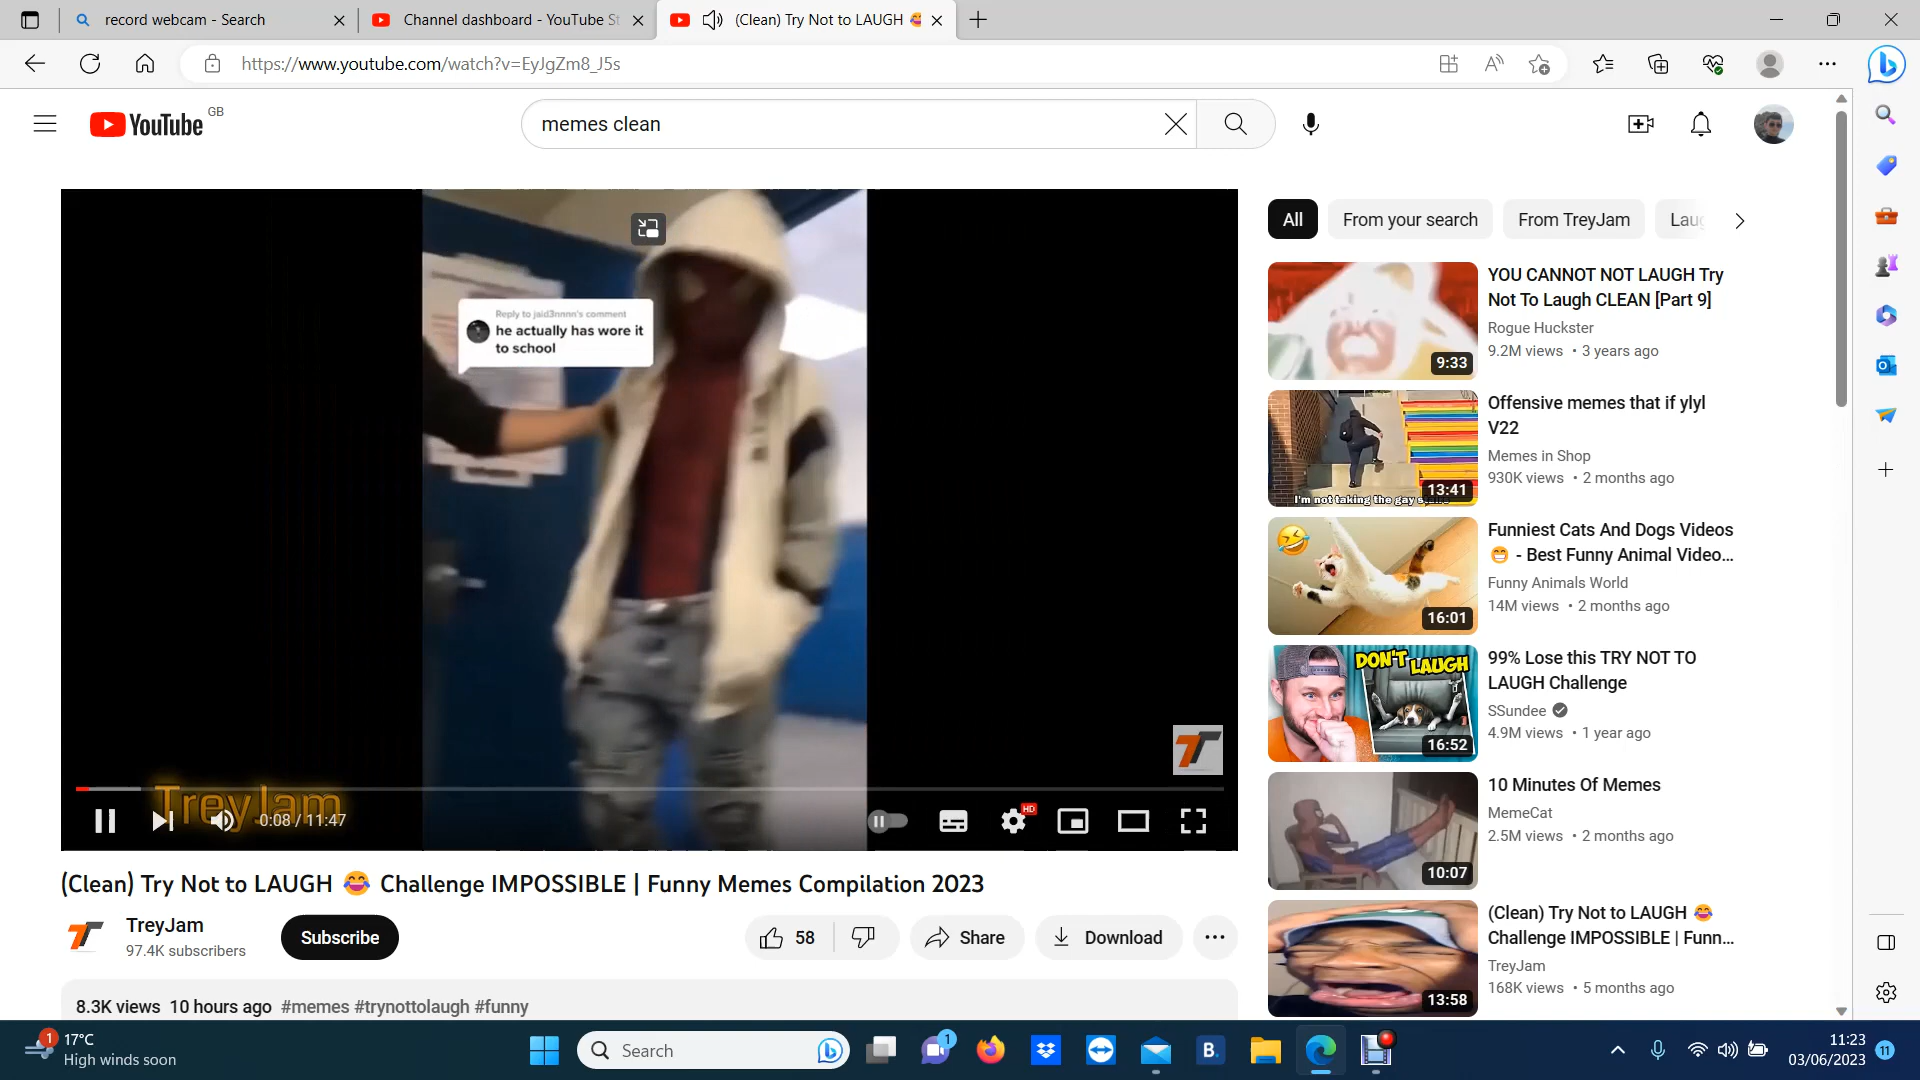 record webcam - Search
Channel dashboard - YouTube St
(Clean) Try Not to LAUGH 😂
https://www.youtube.com/watch?v=EyJgZm8_J5s
YouTube GB
memes clean
Reply to jaid3nnnn's comment
he actually has wore it
to school
TreyJam
0:08 / 11:47
HD
(Clean) Try Not to LAUGH 😂 Challenge IMPOSSIBLE | Funny Memes Compilation 2023
TreyJam
97.4K subscribers
Subscribe
58
Share
Download
8.3K views 10 hours ago #memes #trynottolaugh #funny
All
From your search
From TreyJam
YOU CANNOT NOT LAUGH Try
Not To Laugh CLEAN [Part 9]
Rogue Huckster
9.2M views • 3 years ago
9:33
Offensive memes that if ylyl
V22
Memes in Shop
930K views • 2 months ago
I'm not taking the gay
13:41
Funniest Cats And Dogs Videos
😁 - Best Funny Animal Video...
Funny Animals World
14M views • 2 months ago
16:01
DON'T LAUGH
99% Lose this TRY NOT TO
LAUGH Challenge
SSundee
4.9M views • 1 year ago
16:52
10 Minutes Of Memes
MemeCat
2.5M views • 2 months ago
10:07
(Clean) Try Not to LAUGH 😂
Challenge IMPOSSIBLE | Funn...
TreyJam
168K views • 5 months ago
13:58
1
17°C
High winds soon
Search
1
B.
11:23
03/06/2023
11